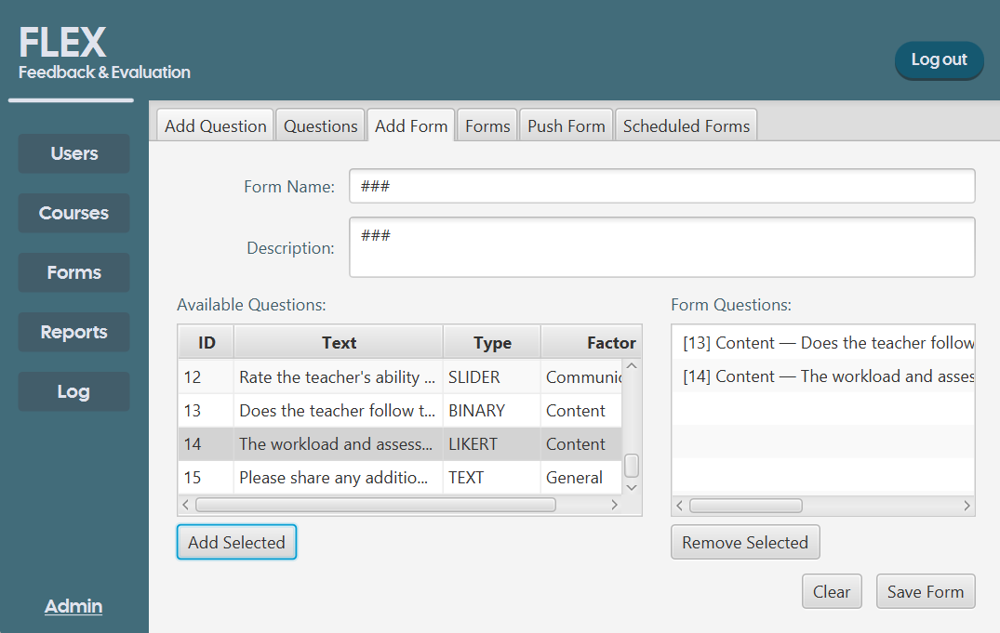 FLEX
Feedback & Evaluation
Log out
Users
Courses
Forms
Reports
Log
Admin
Add Question Questions Add Form Forms Push Form Scheduled Forms
Form Name: ###
Description: ###
Available Questions:
ID Text Type Factor
12 Rate the teacher's ability ... SLIDER Communic
13 Does the teacher follow t... BINARY Content
14 The workload and assess... LIKERT Content
15 Please share any additio... TEXT General
Add Selected
Form Questions:
[13] Content — Does the teacher follow
[14] Content — The workload and asses
Remove Selected
Clear Save Form